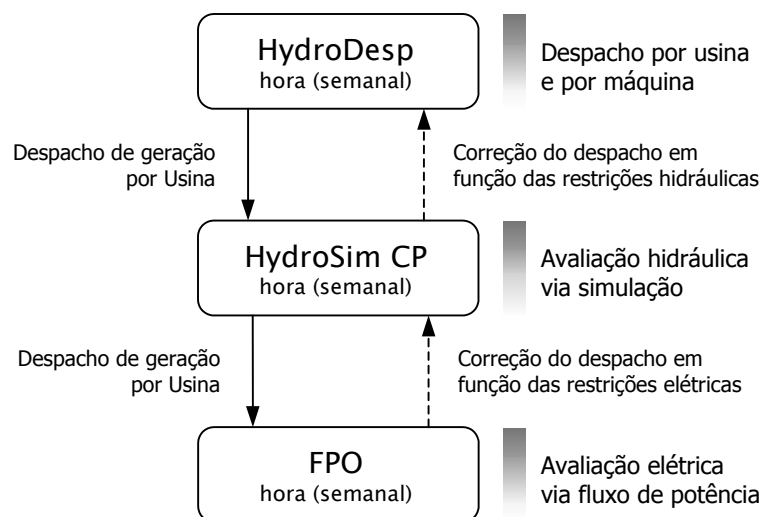 HydroDesp
hora (semanal)
Despacho por usina
e por máquina
Despacho de geração
por Usina
Correção do despacho em
função das restrições hidráulicas
HydroSim CP
hora (semanal)
Avaliação hidráulica
via simulação
Despacho de geração
por Usina
Correção do despacho em
função das restrições elétricas
FPO
hora (semanal)
Avaliação elétrica
via fluxo de potência